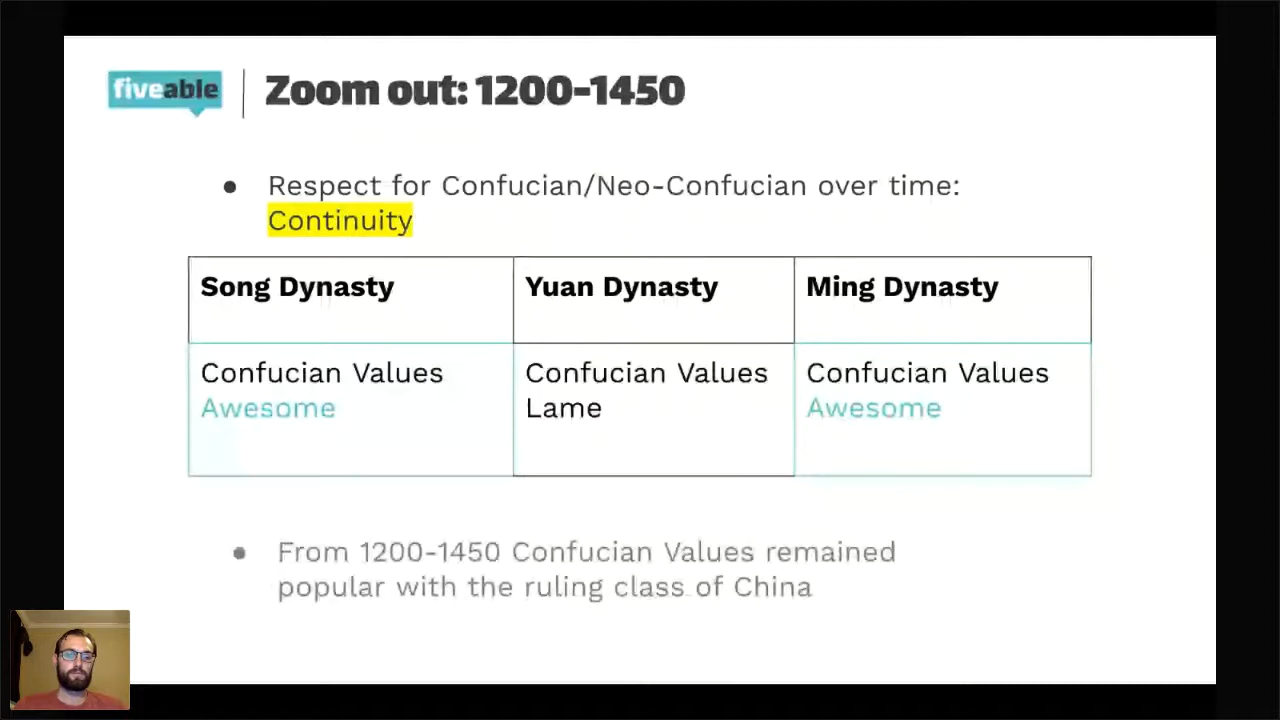 fiveable
Zoom out: 1200-1450
● Respect for Confucian/Neo-Confucian over time:
Continuity
Song Dynasty
Yuan Dynasty
Ming Dynasty
Confucian Values
Awesome
Confucian Values
Lame
Confucian Values
Awesome
● From 1200-1450 Confucian Values remained
popular with the ruling class of China